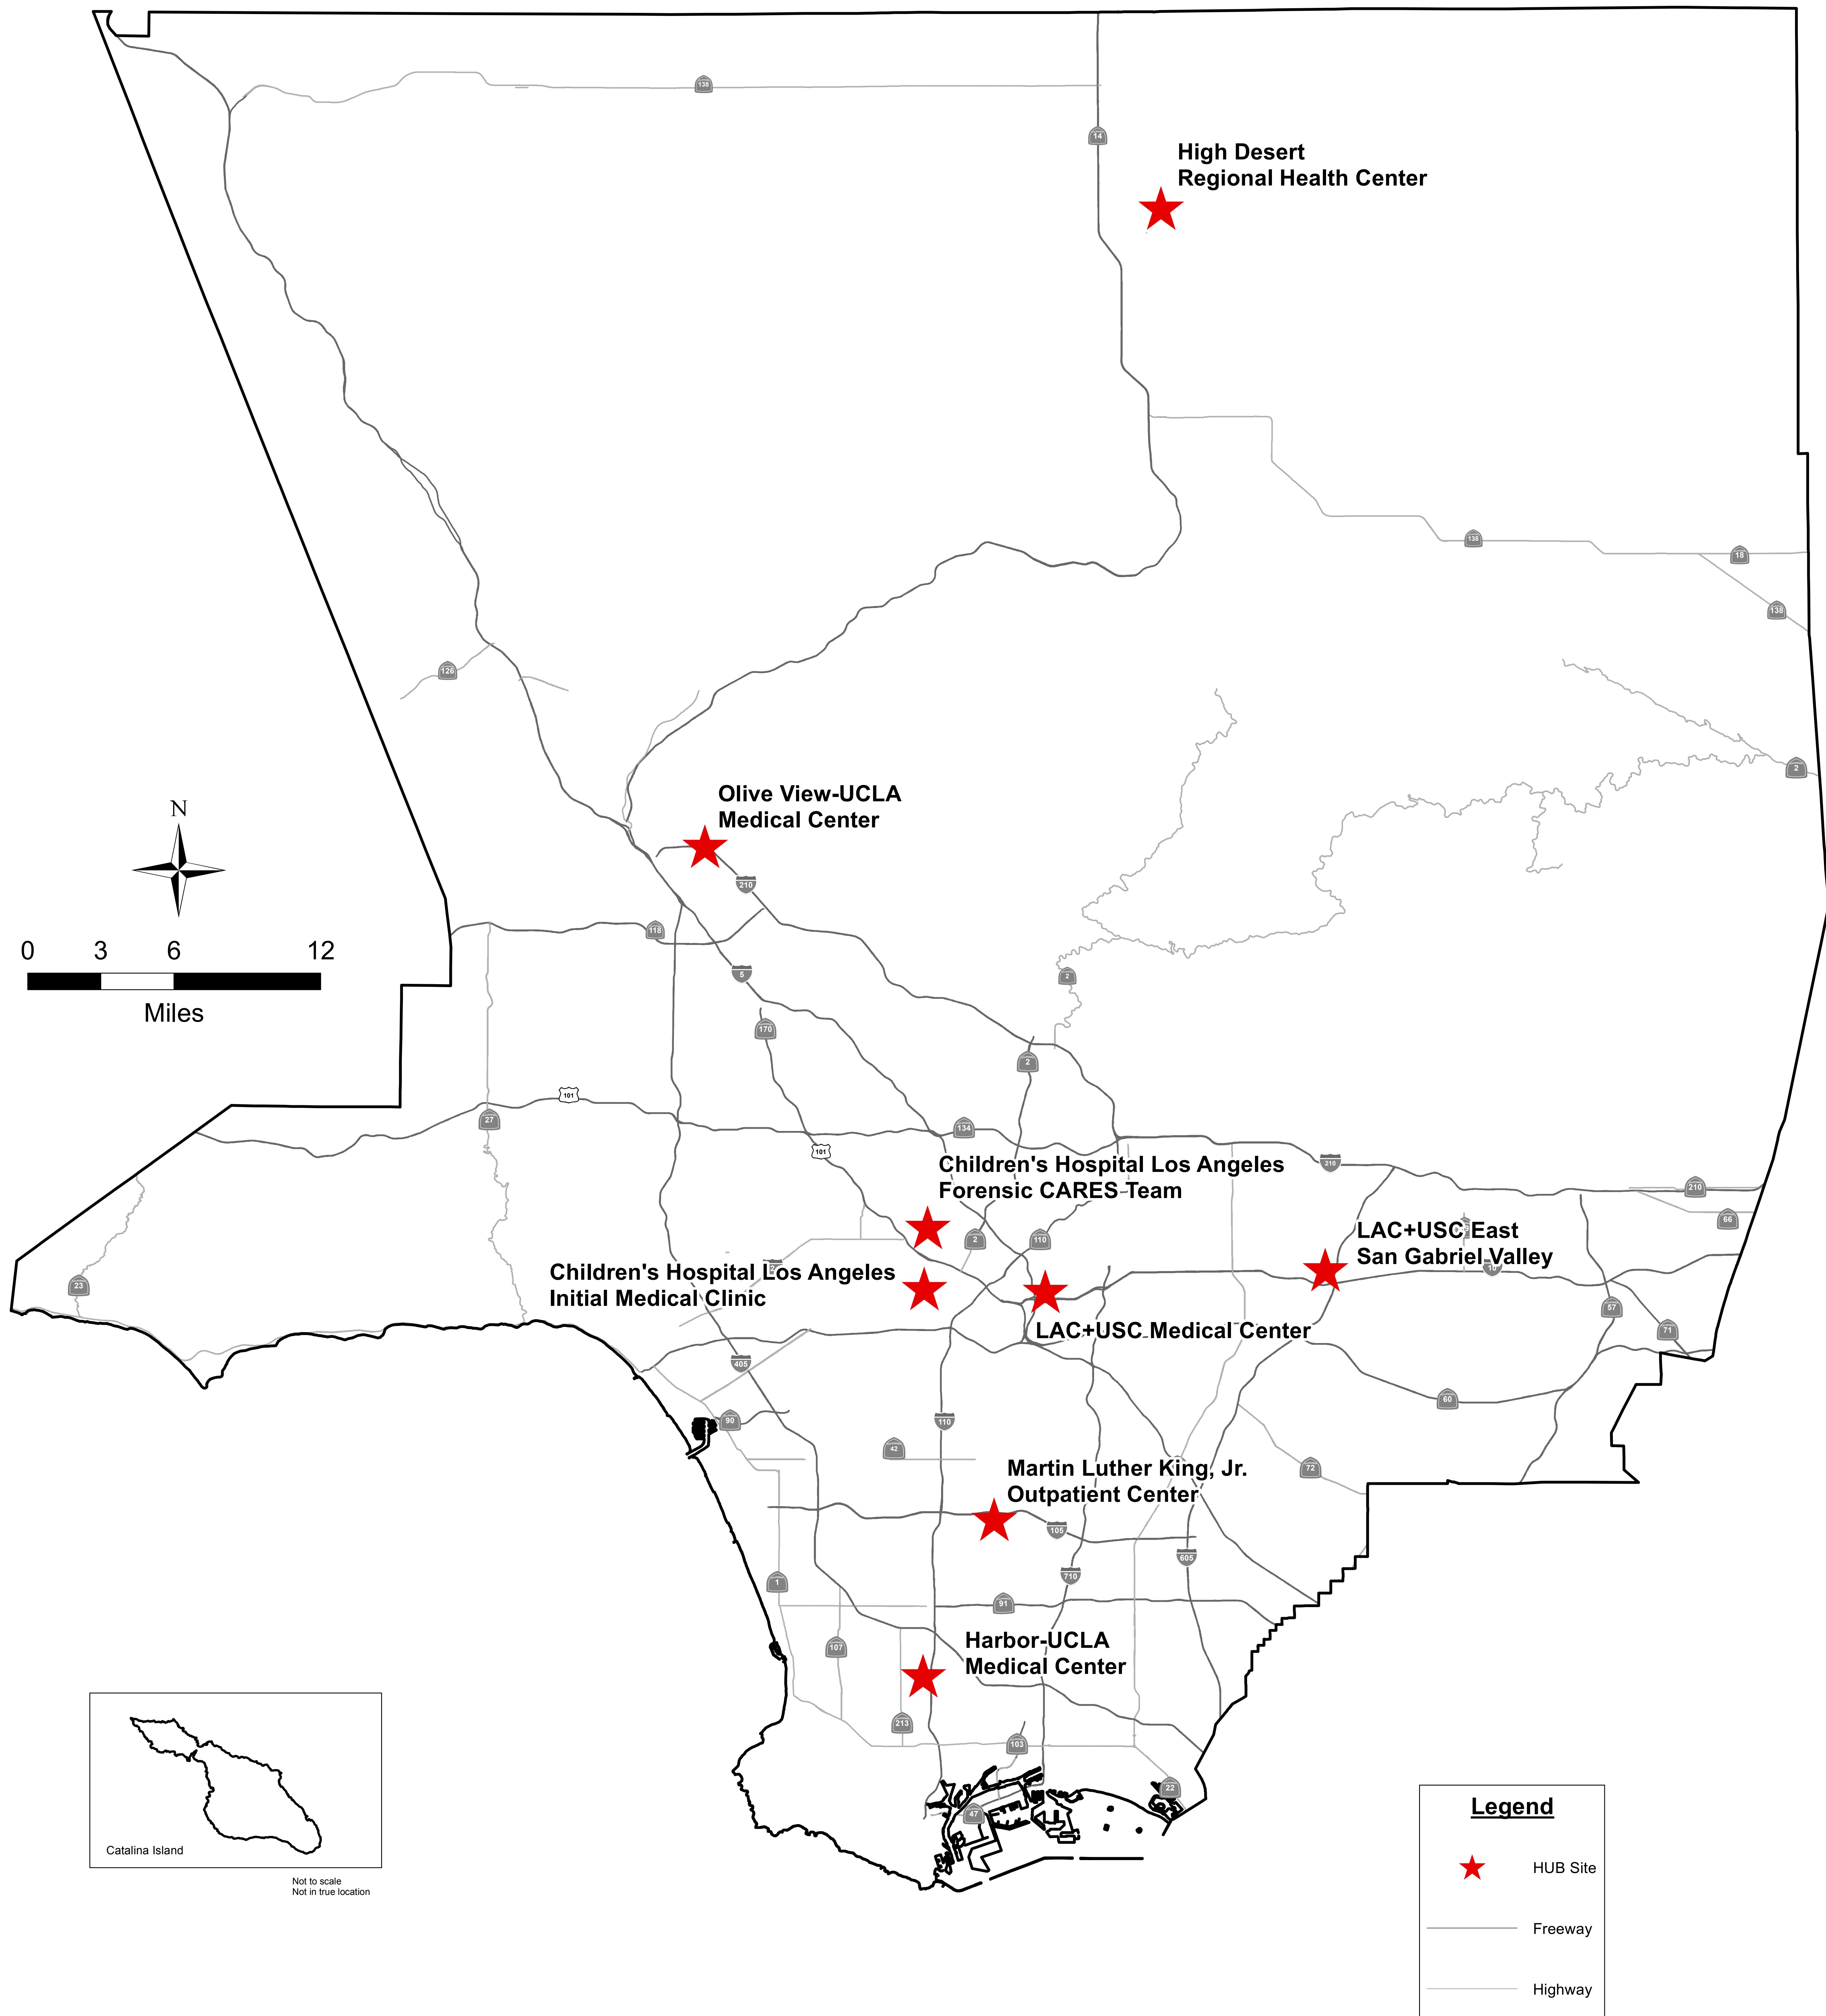 138
14
High Desert
Regional Health Center
138
18
138
126
2
Olive View-UCLA
Medical Center
N
210
118
0 3 6 12
Miles
5
2
170
2
101
27
134
101
Children's Hospital Los Angeles
Forensic CARES Team
210
210
66
2
110
LAC+USC East
San Gabriel Valley
10
Children's Hospital Los Angeles
Initial Medical Clinic
2
23
57
LAC+USC Medical Center
71
405
60
90
110
42
Martin Luther King, Jr.
Outpatient Center
72
105
605
710
1
91
107
Harbor-UCLA
Medical Center
213
103
22
47
Catalina Island
Not to scale
Not in true location
Legend
HUB Site
Freeway
Highway